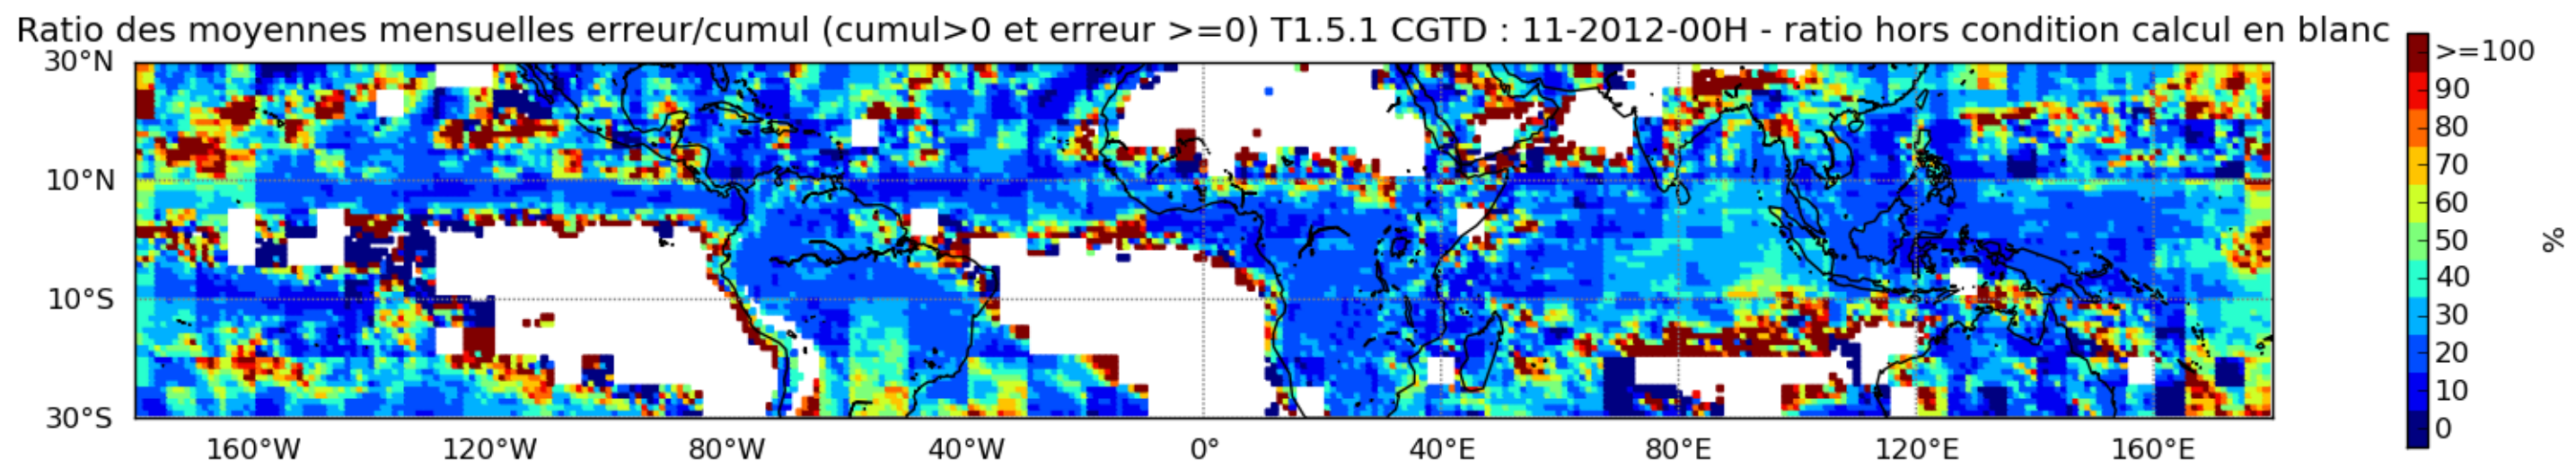 Ratio des moyennes mensuelles erreur/cumul (cumul>0 et erreur >=0) T1.5.1 CGTD : 11-2012-00H - ratio hors condition calcul en blanc
30°N
10°N
10°S
30°S
160°W 120°W 80°W 40°W 0° 40°E 80°E 120°E 160°E
>=100
90
80
70
60
50
40
30
20
10
0
%